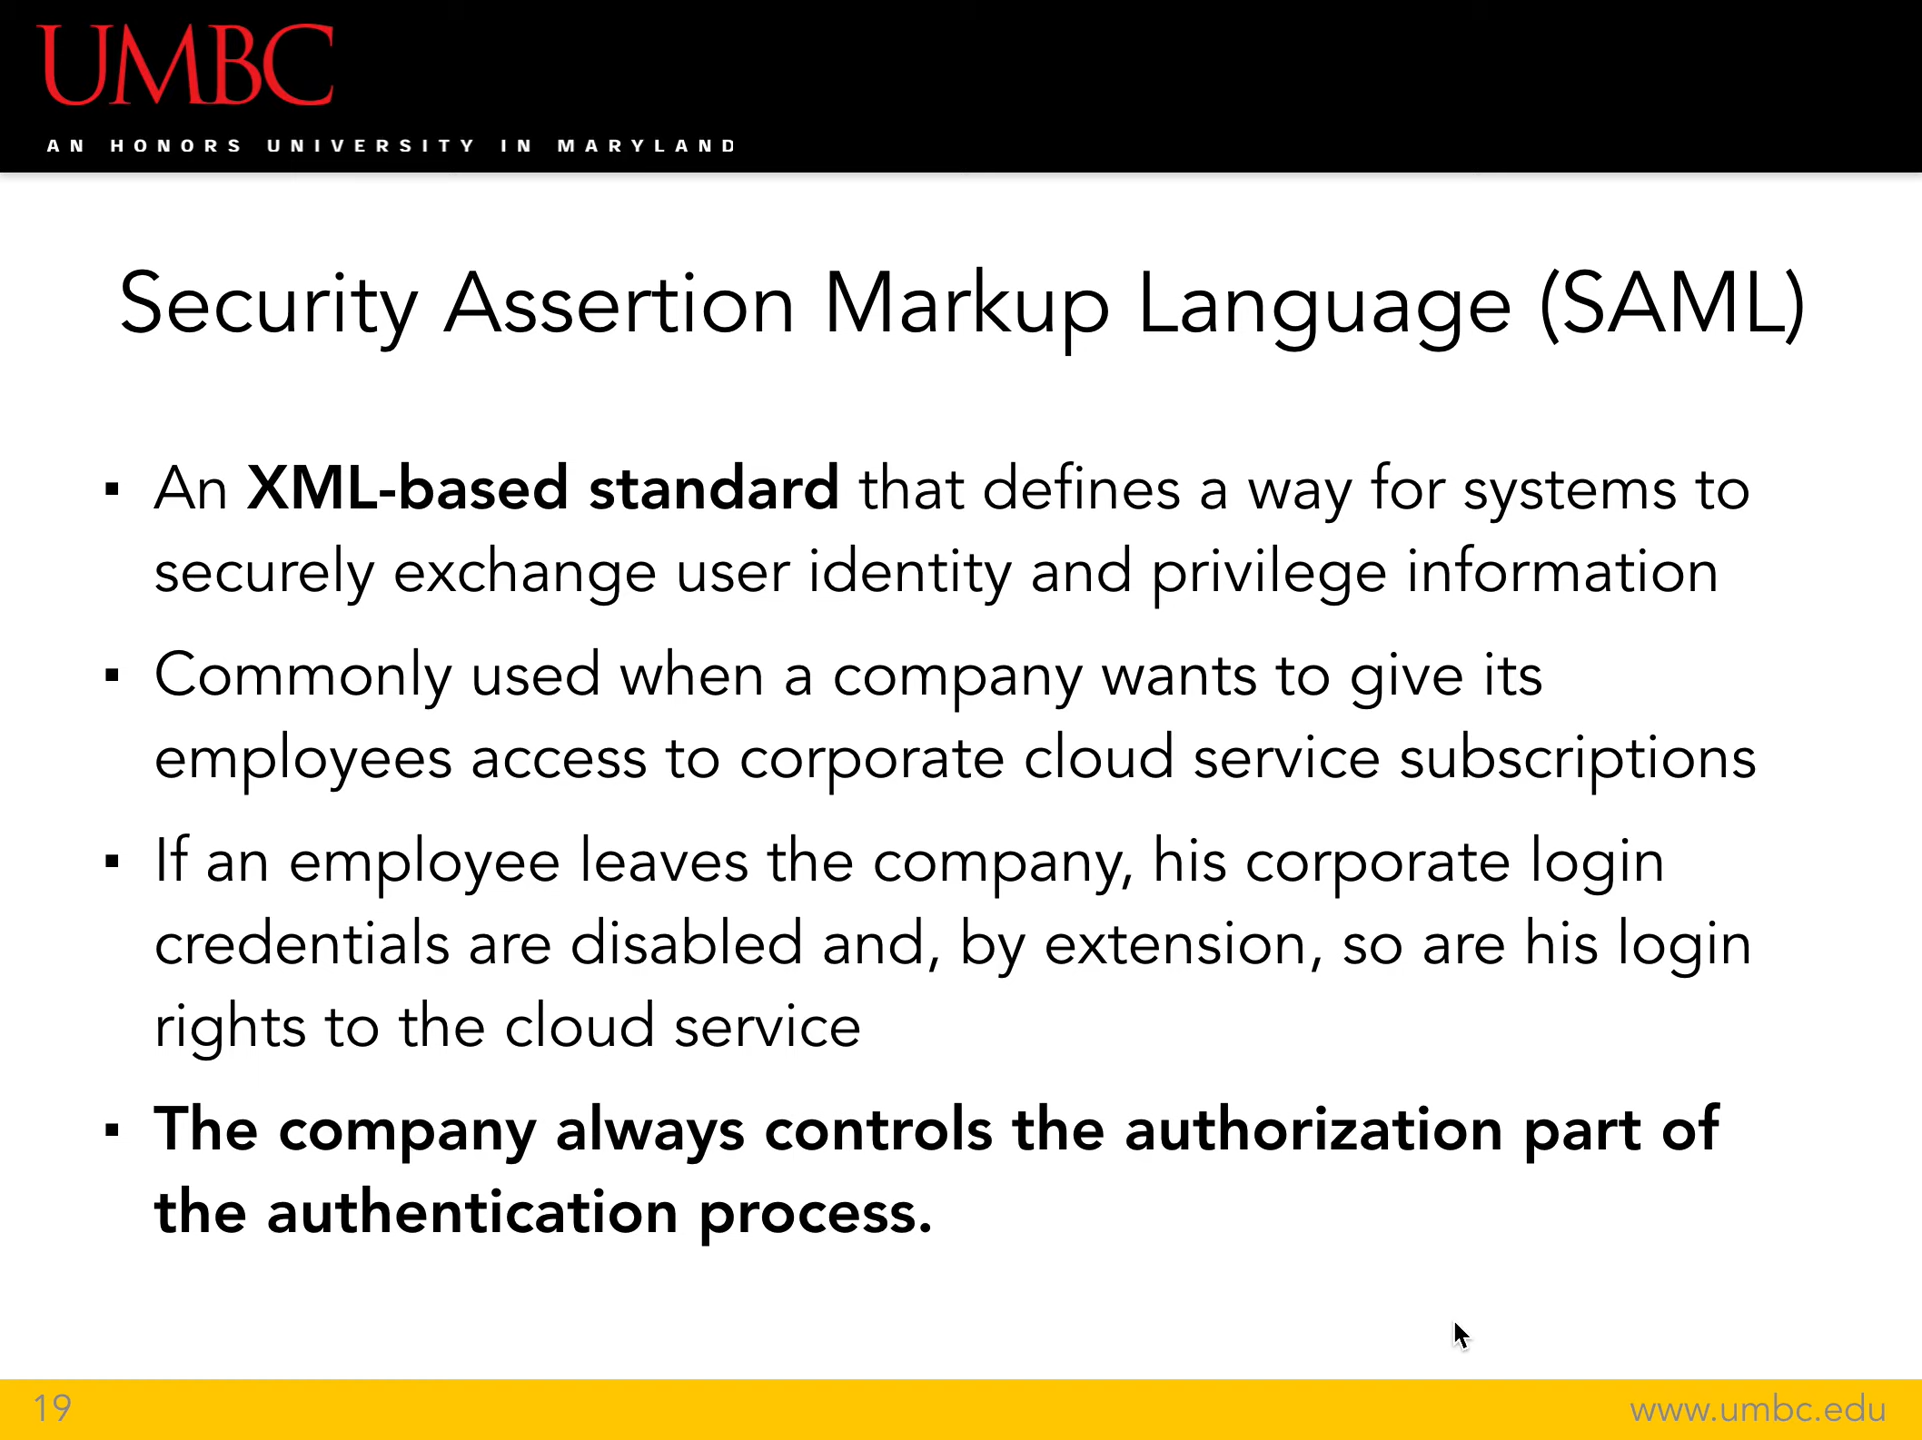 UMBC
AN HONORS UNIVERSITY IN MARYLAND
Security Assertion Markup Language (SAML)
▪ An XML-based standard that defines a way for systems to
securely exchange user identity and privilege information
▪ Commonly used when a company wants to give its
employees access to corporate cloud service subscriptions
▪ If an employee leaves the company, his corporate login
credentials are disabled and, by extension, so are his login
rights to the cloud service
▪ The company always controls the authorization part of
the authentication process.
19
www.umbc.edu